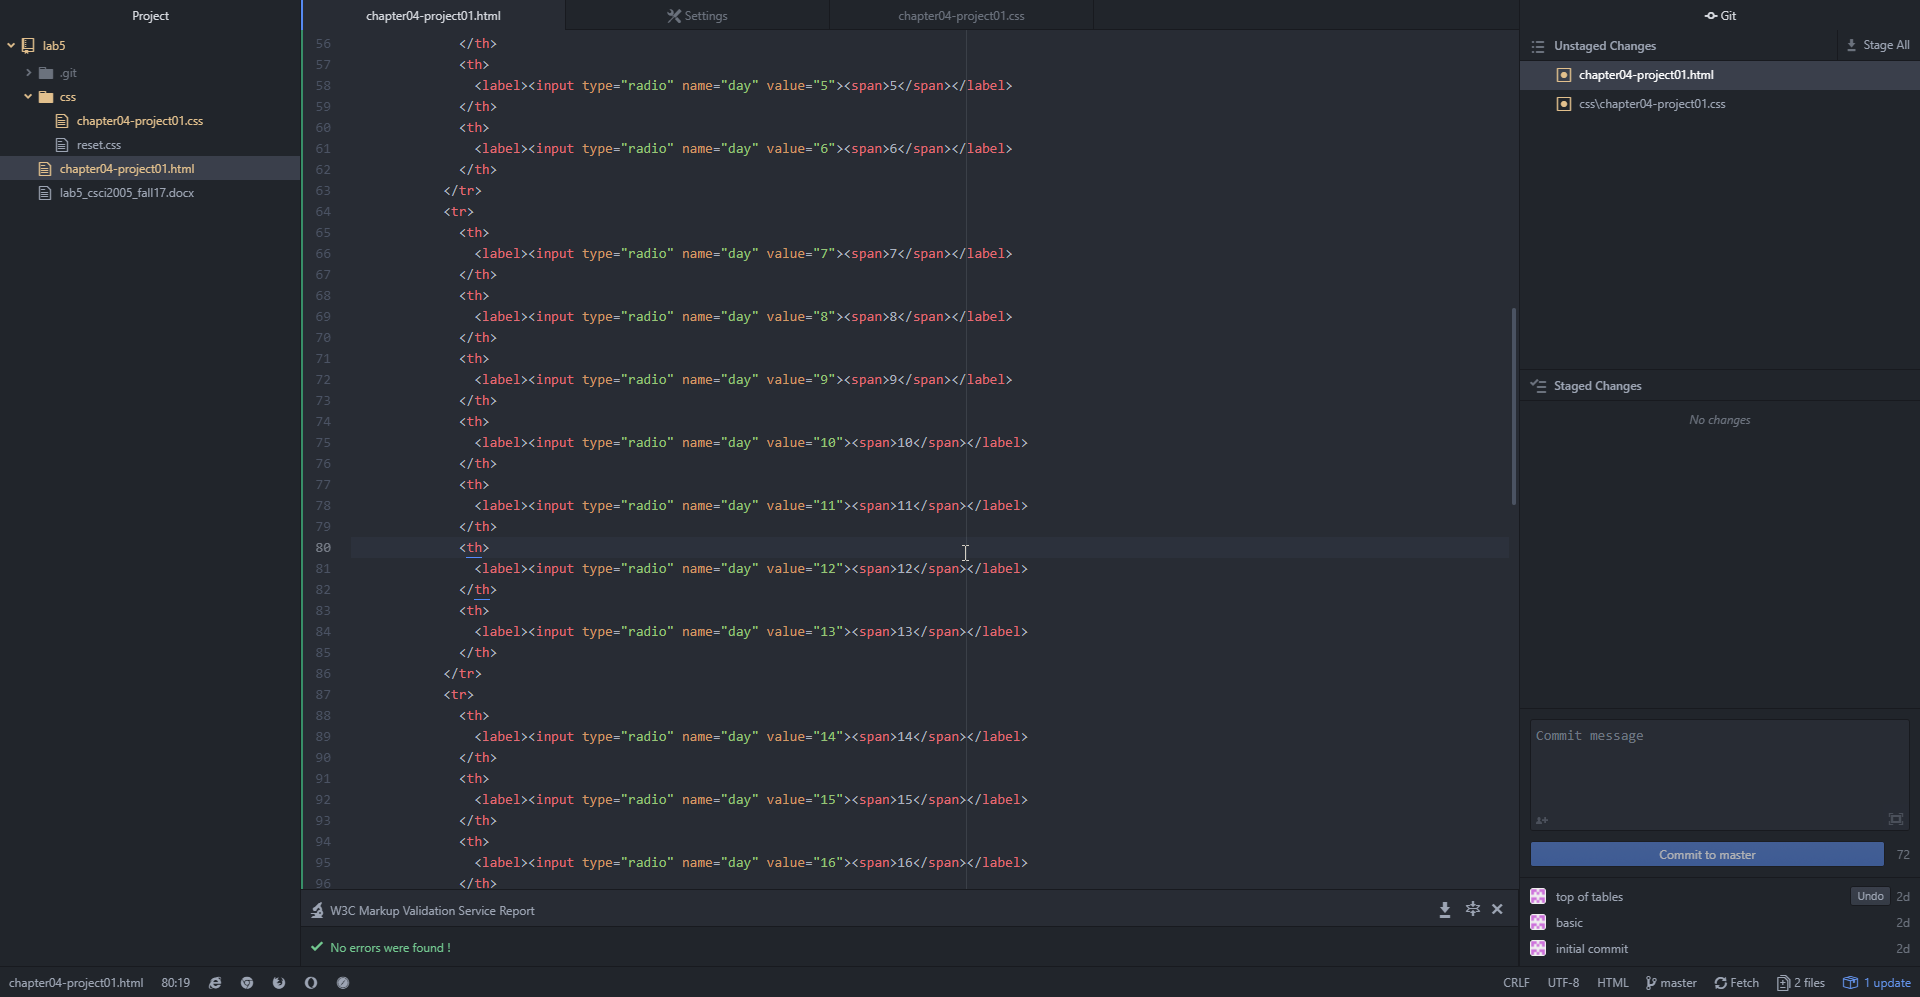 Project
lab5
.git
css
chapter04-project01.css
reset.css
chapter04-project01.html
lab5_csci2005_fall17.docx
chapter04-project01.html
Settings
chapter04-project01.css
56 </th>
57 <th>
58 <label><input type="radio" name="day" value="5"><span>5</span></label>
59 </th>
60 <th>
61 <label><input type="radio" name="day" value="6"><span>6</span></label>
62 </th>
63 </tr>
64 <tr>
65 <th>
66 <label><input type="radio" name="day" value="7"><span>7</span></label>
67 </th>
68 <th>
69 <label><input type="radio" name="day" value="8"><span>8</span></label>
70 </th>
71 <th>
72 <label><input type="radio" name="day" value="9"><span>9</span></label>
73 </th>
74 <th>
75 <label><input type="radio" name="day" value="10"><span>10</span></label>
76 </th>
77 <th>
78 <label><input type="radio" name="day" value="11"><span>11</span></label>
79 </th>
80 <th>
81 <label><input type="radio" name="day" value="12"><span>12</span></label>
82 </th>
83 <th>
84 <label><input type="radio" name="day" value="13"><span>13</span></label>
85 </th>
86 </tr>
87 <tr>
88 <th>
89 <label><input type="radio" name="day" value="14"><span>14</span></label>
90 </th>
91 <th>
92 <label><input type="radio" name="day" value="15"><span>15</span></label>
93 </th>
94 <th>
95 <label><input type="radio" name="day" value="16"><span>16</span></label>
96 </th>
W3C Markup Validation Service Report
No errors were found !
Git
Unstaged Changes Stage All
chapter04-project01.html
css\chapter04-project01.css
Staged Changes
No changes
Commit message
Commit to master 72
top of tables Undo 2d
basic 2d
initial commit 2d
chapter04-project01.html 80:19 CRLF UTF-8 HTML master Fetch 2 files 1 update